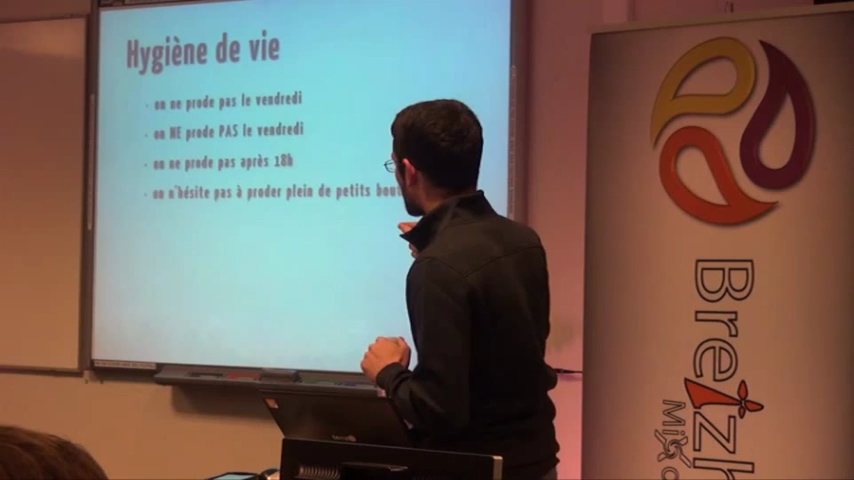 Hygiène de vie
- on ne prode pas le vendredi
- on NE prode PAS le vendredi
- on ne prode pas après 18h
- on n'hésite pas à proder plein de petits bout
Breizh